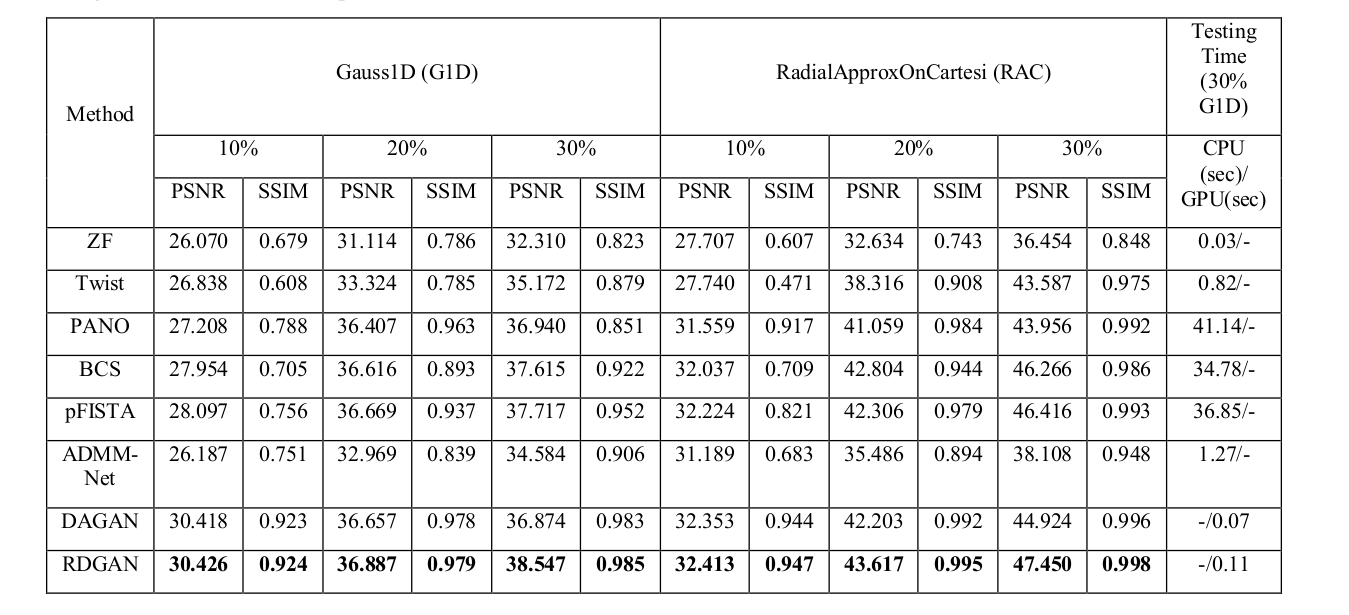 Method Gauss1D (G1D) RadialApproxOnCartesi (RAC) Testing Time (30% G1D)
10% 20% 30% 10% 20% 30% CPU (sec)/ GPU(sec)
PSNR SSIM PSNR SSIM PSNR SSIM PSNR SSIM PSNR SSIM PSNR SSIM
ZF 26.070 0.679 31.114 0.786 32.310 0.823 27.707 0.607 32.634 0.743 36.454 0.848 0.03/-
Twist 26.838 0.608 33.324 0.785 35.172 0.879 27.740 0.471 38.316 0.908 43.587 0.975 0.82/-
PANO 27.208 0.788 36.407 0.963 36.940 0.851 31.559 0.917 41.059 0.984 43.956 0.992 41.14/-
BCS 27.954 0.705 36.616 0.893 37.615 0.922 32.037 0.709 42.804 0.944 46.266 0.986 34.78/-
pFISTA 28.097 0.756 36.669 0.937 37.717 0.952 32.224 0.821 42.306 0.979 46.416 0.993 36.85/-
ADMM-Net 26.187 0.751 32.969 0.839 34.584 0.906 31.189 0.683 35.486 0.894 38.108 0.948 1.27/-
DAGAN 30.418 0.923 36.657 0.978 36.874 0.983 32.353 0.944 42.203 0.992 44.924 0.996 -/0.07
RDGAN 30.426 0.924 36.887 0.979 38.547 0.985 32.413 0.947 43.617 0.995 47.450 0.998 -/0.11